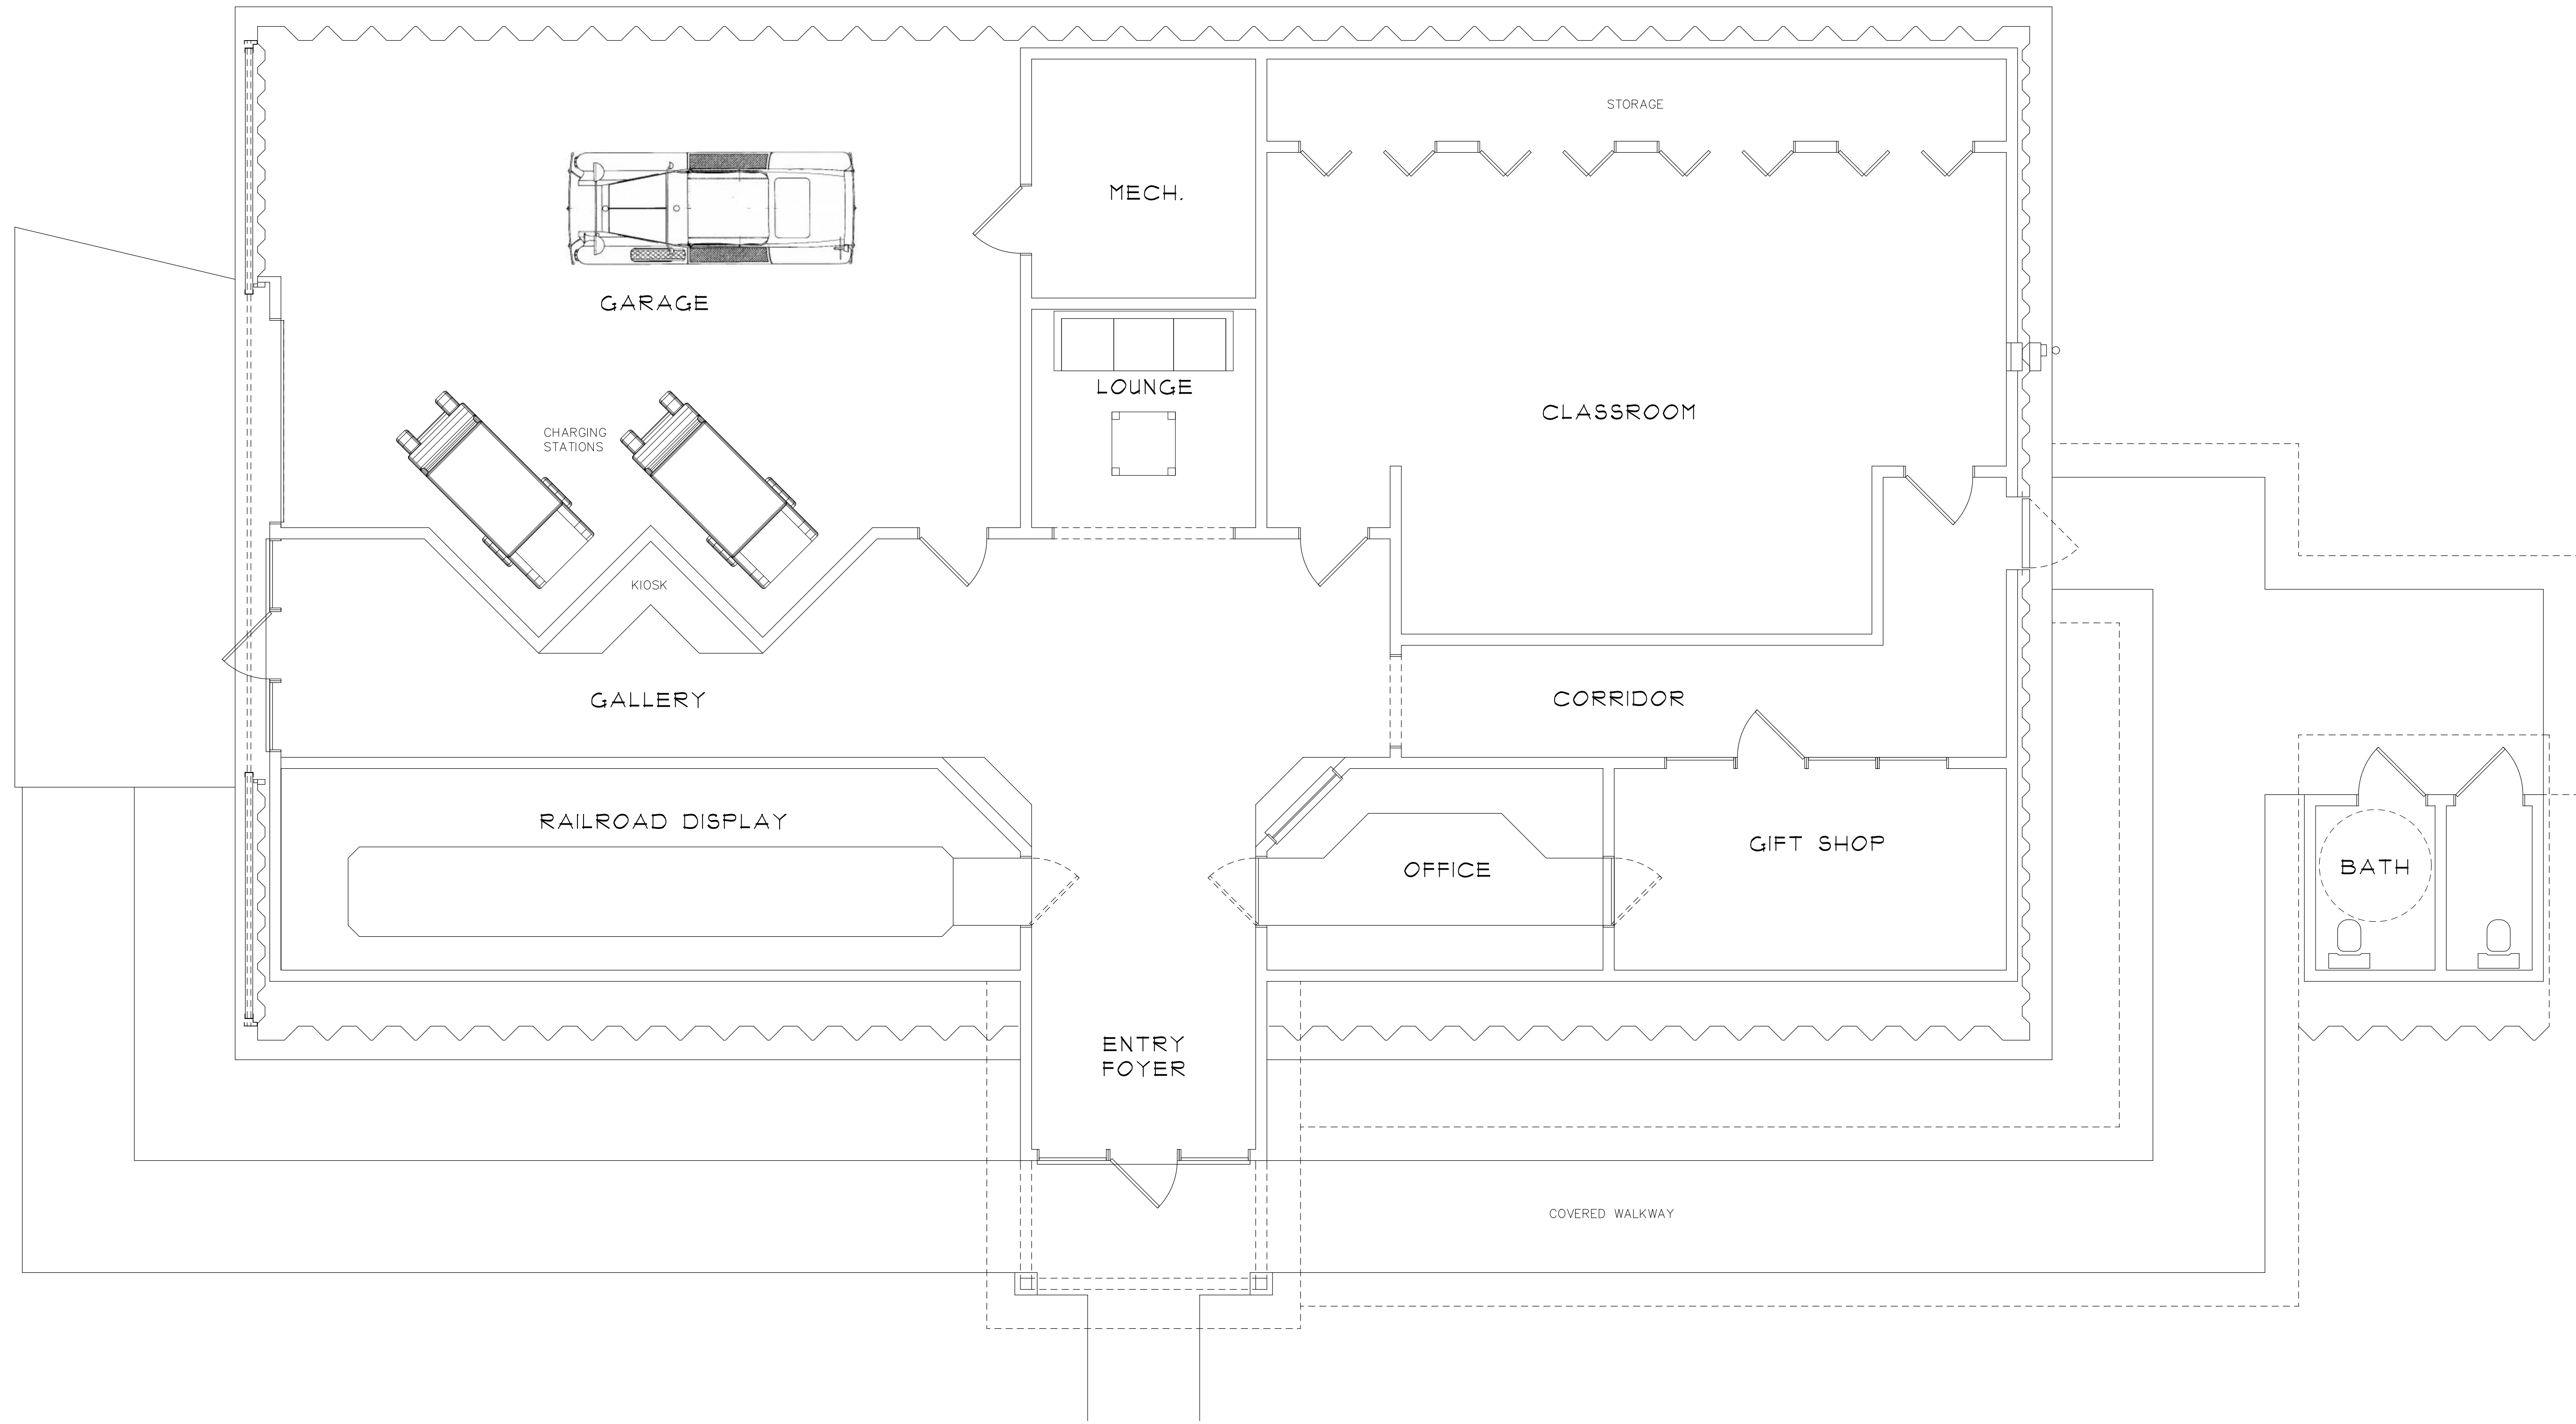 STORAGE
MECH.
GARAGE
LOUNGE
CLASSROOM
CHARGING
STATIONS
KIOSK
GALLERY
CORRIDOR
RAILROAD DISPLAY
GIFT SHOP
OFFICE
BATH
ENTRY
FOYER
COVERED WALKWAY